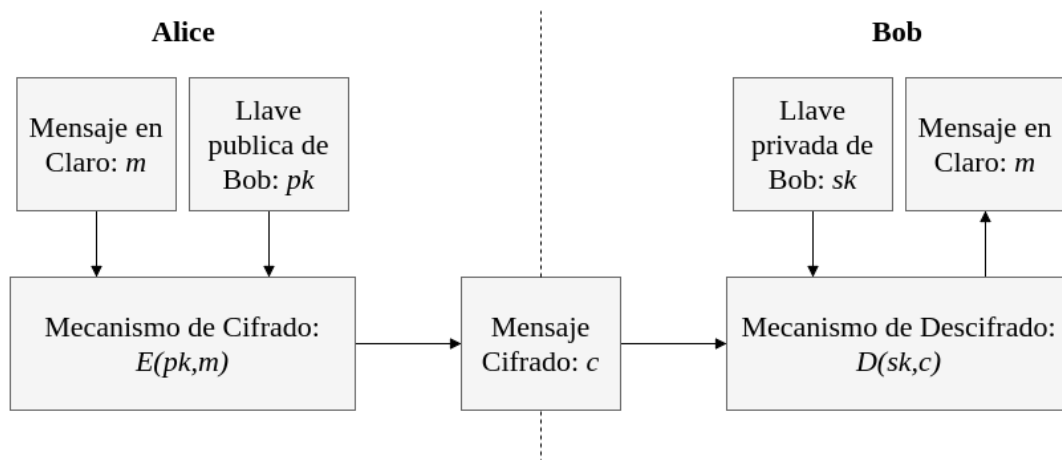 Alice
Bob
Mensaje en
Claro: m
Llave
publica de
Bob: pk
Llave
privada de
Bob: sk
Mensaje en
Claro: m
Mecanismo de Cifrado:
E(pk,m)
Mensaje
Cifrado: c
Mecanismo de Descifrado:
D(sk,c)